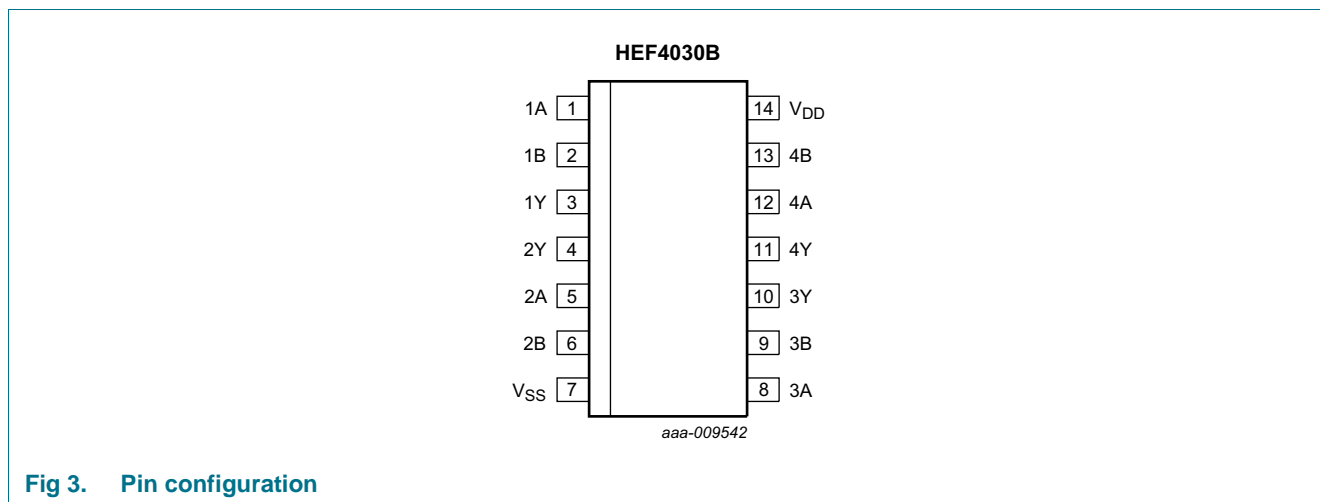 HEF4030B
1A 1 14 VDD
1B 2 13 4B
1Y 3 12 4A
2Y 4 11 4Y
2A 5 10 3Y
2B 6 9 3B
VSS 7 8 3A
aaa-009542
Fig 3. Pin configuration